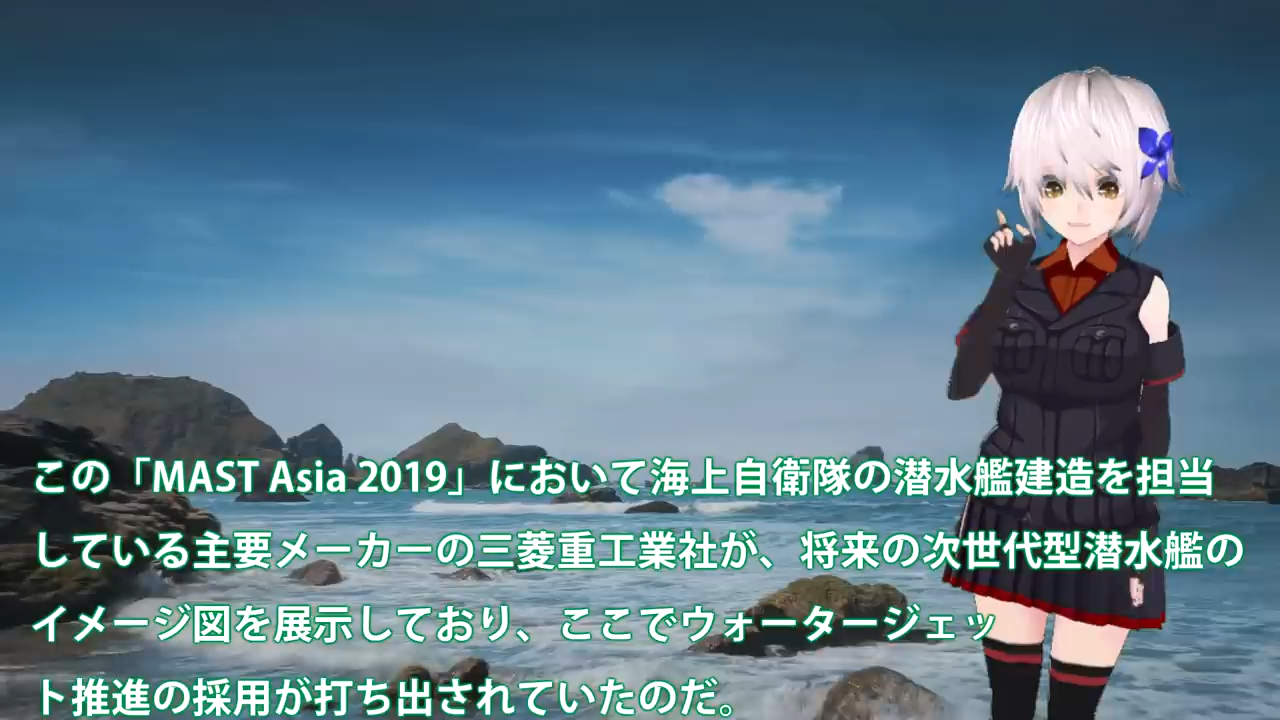 この「MAST Asia 2019」において海上自衛隊の潜水艦建造を担当
している主要メーカーの三菱重工業社が、将来の次世代型潜水艦の
イメージ図を展示しており、ここでウォータージェッ
ト推進の採用が打ち出されていたのだ。